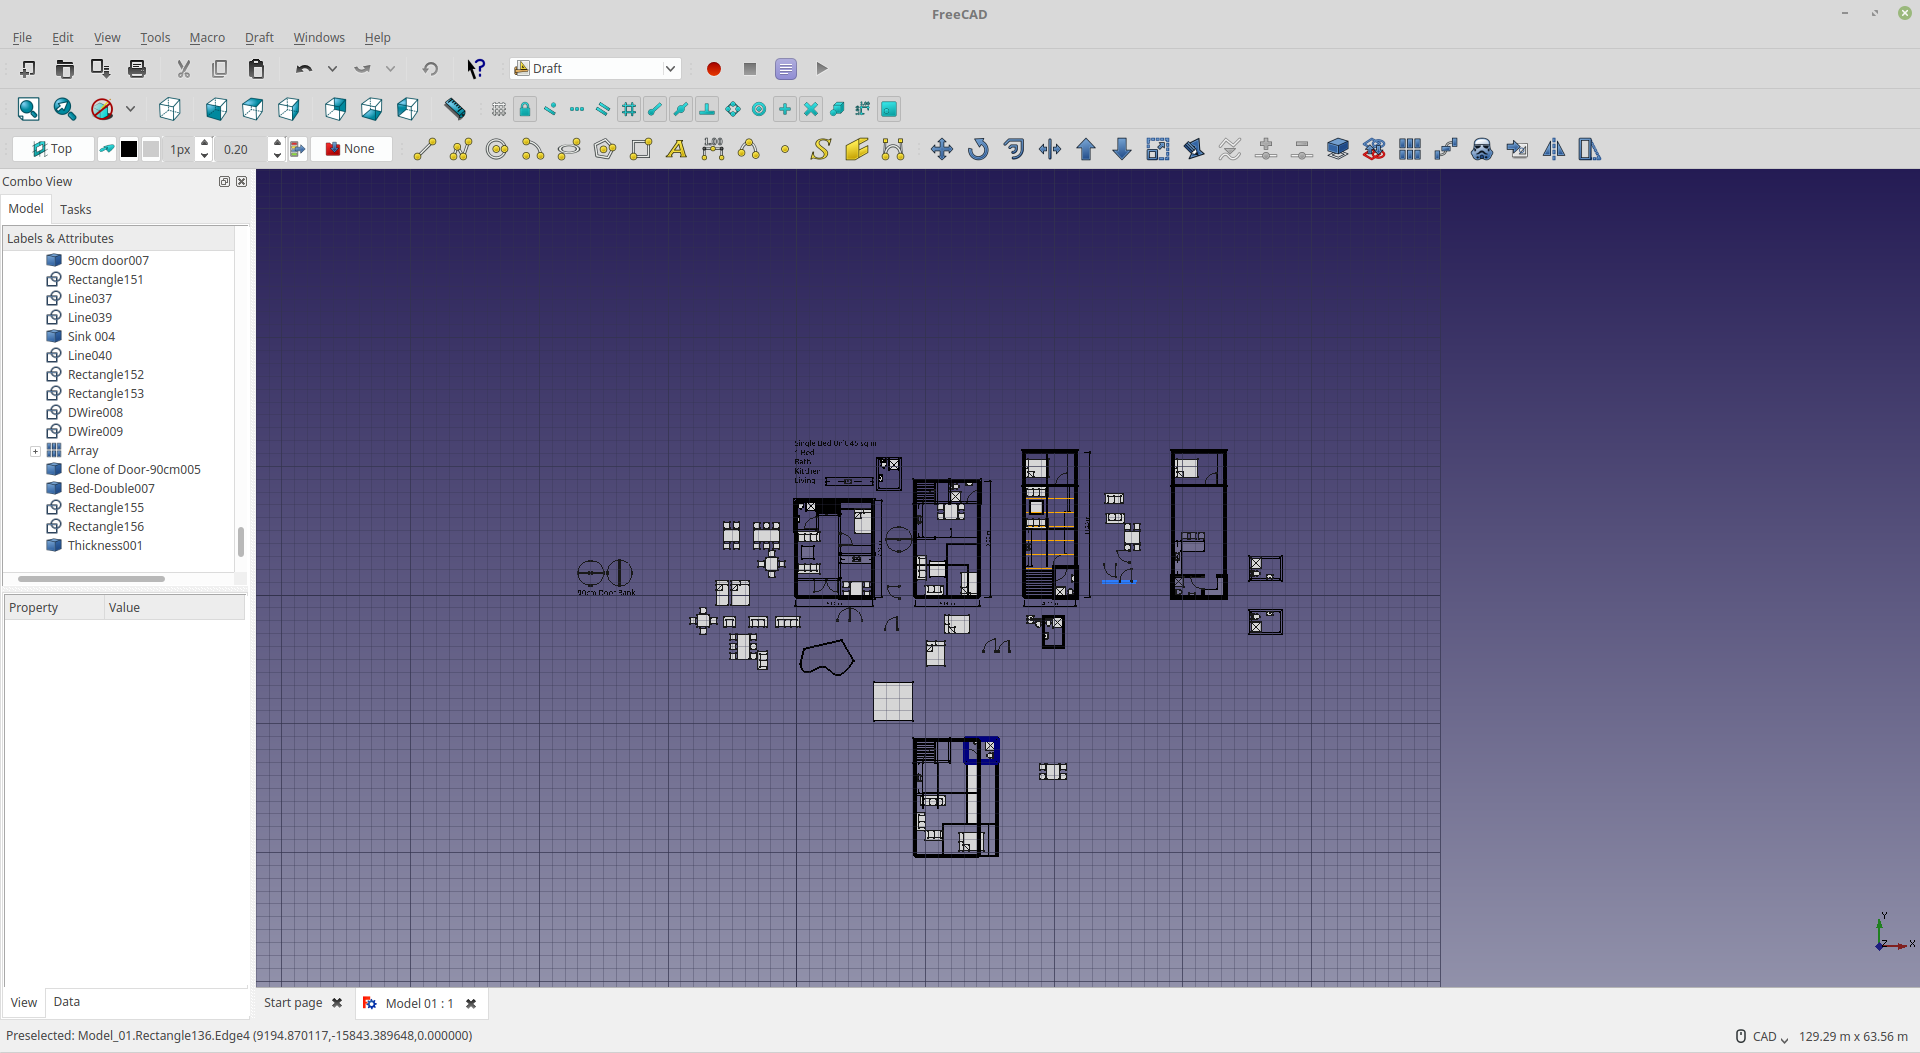 FreeCAD
File Edit View Tools Macro Draft Windows Help
Draft
Top 1px 0.20 None
Combo View
Model Tasks
Labels & Attributes
90cm door007
Rectangle151
Line037
Line039
Sink 004
Line040
Rectangle152
Rectangle153
DWire008
DWire009
Array
Clone of Door-90cm005
Bed-Double007
Rectangle155
Rectangle156
Thickness001
Property Value
Single Bed Unit 45 sq m
1 Bed
Bath
Kitchen
Living
90cm Door Bank
Y
Z X
View Data
Start page Model 01 : 1
Preselected: Model_01.Rectangle136.Edge4 (9194.870117,-15843.389648,0.000000)
CAD 129.29 m x 63.56 m